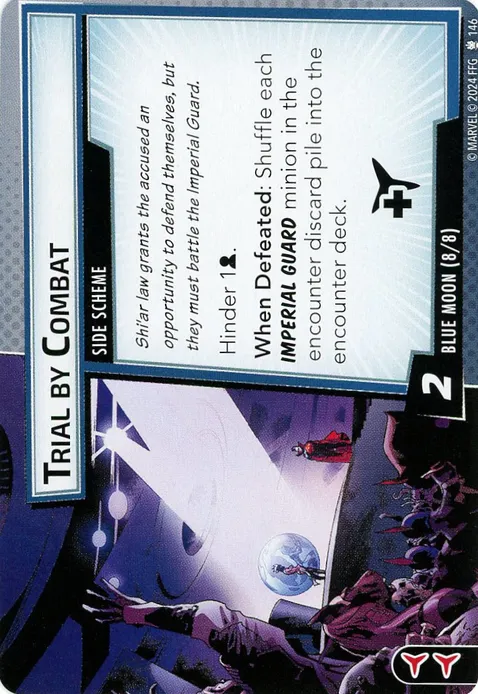 TRIAL BY COMBAT
SIDE SCHEME
Shi'ar law grants the accused an
opportunity to defend themselves, but
they must battle the Imperial Guard.
Hinder 1.
When Defeated: Shuffle each
IMPERIAL GUARD minion in the
encounter discard pile into the
encounter deck.
2
BLUE MOON (8/8)
© MARVEL © 2024 FFG 146